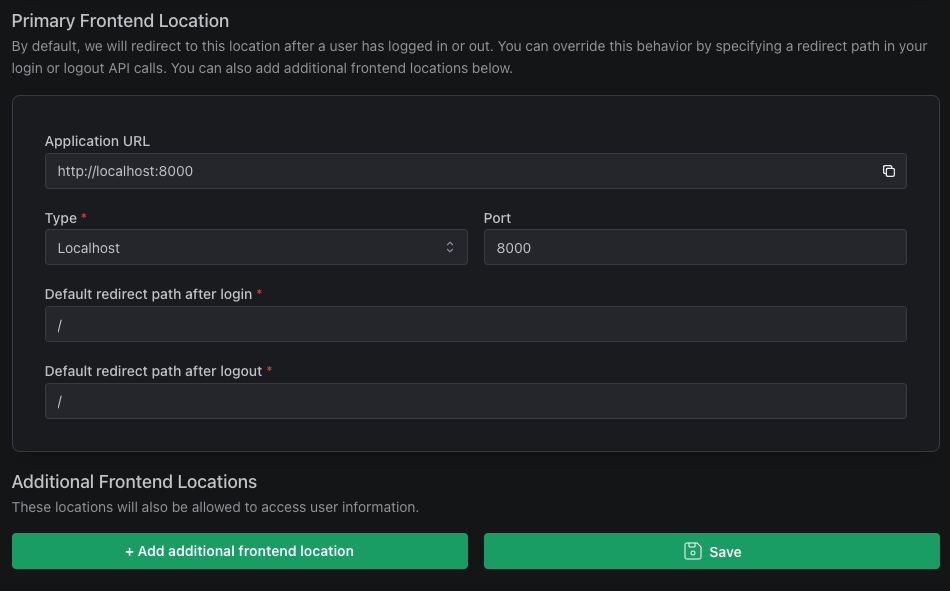 Primary Frontend Location
By default, we will redirect to this location after a user has logged in or out. You can override this behavior by specifying a redirect path in your
login or logout API calls. You can also add additional frontend locations below.
Application URL
http://localhost:8000
Type * Port
Localhost 8000
Default redirect path after login *
/
Default redirect path after logout *
/
Additional Frontend Locations
These locations will also be allowed to access user information.
+ Add additional frontend location Save